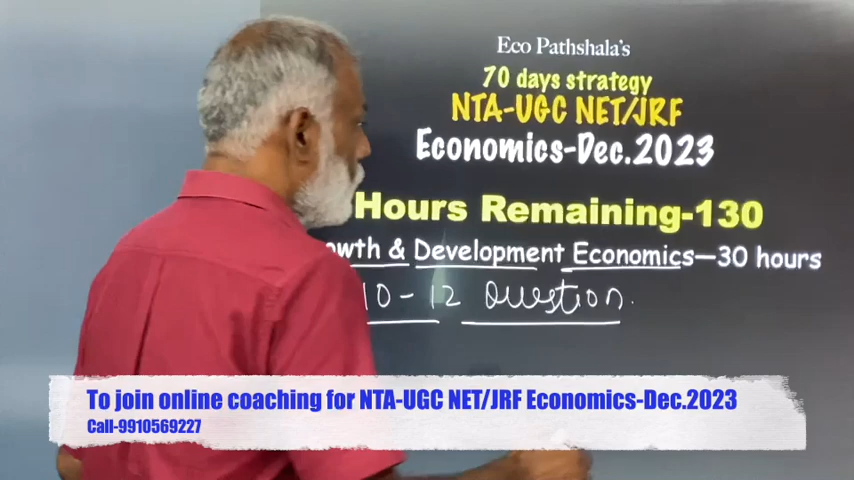 Eco Pathshala's
70 days strategy
NTA-UGC NET/JRF
Economics-Dec.2023
Hours Remaining-130
owth & Development Economics—30 hours
10-12 Question.
To join online coaching for NTA-UGC NET/JRF Economics-Dec.2023
Call-9910569227